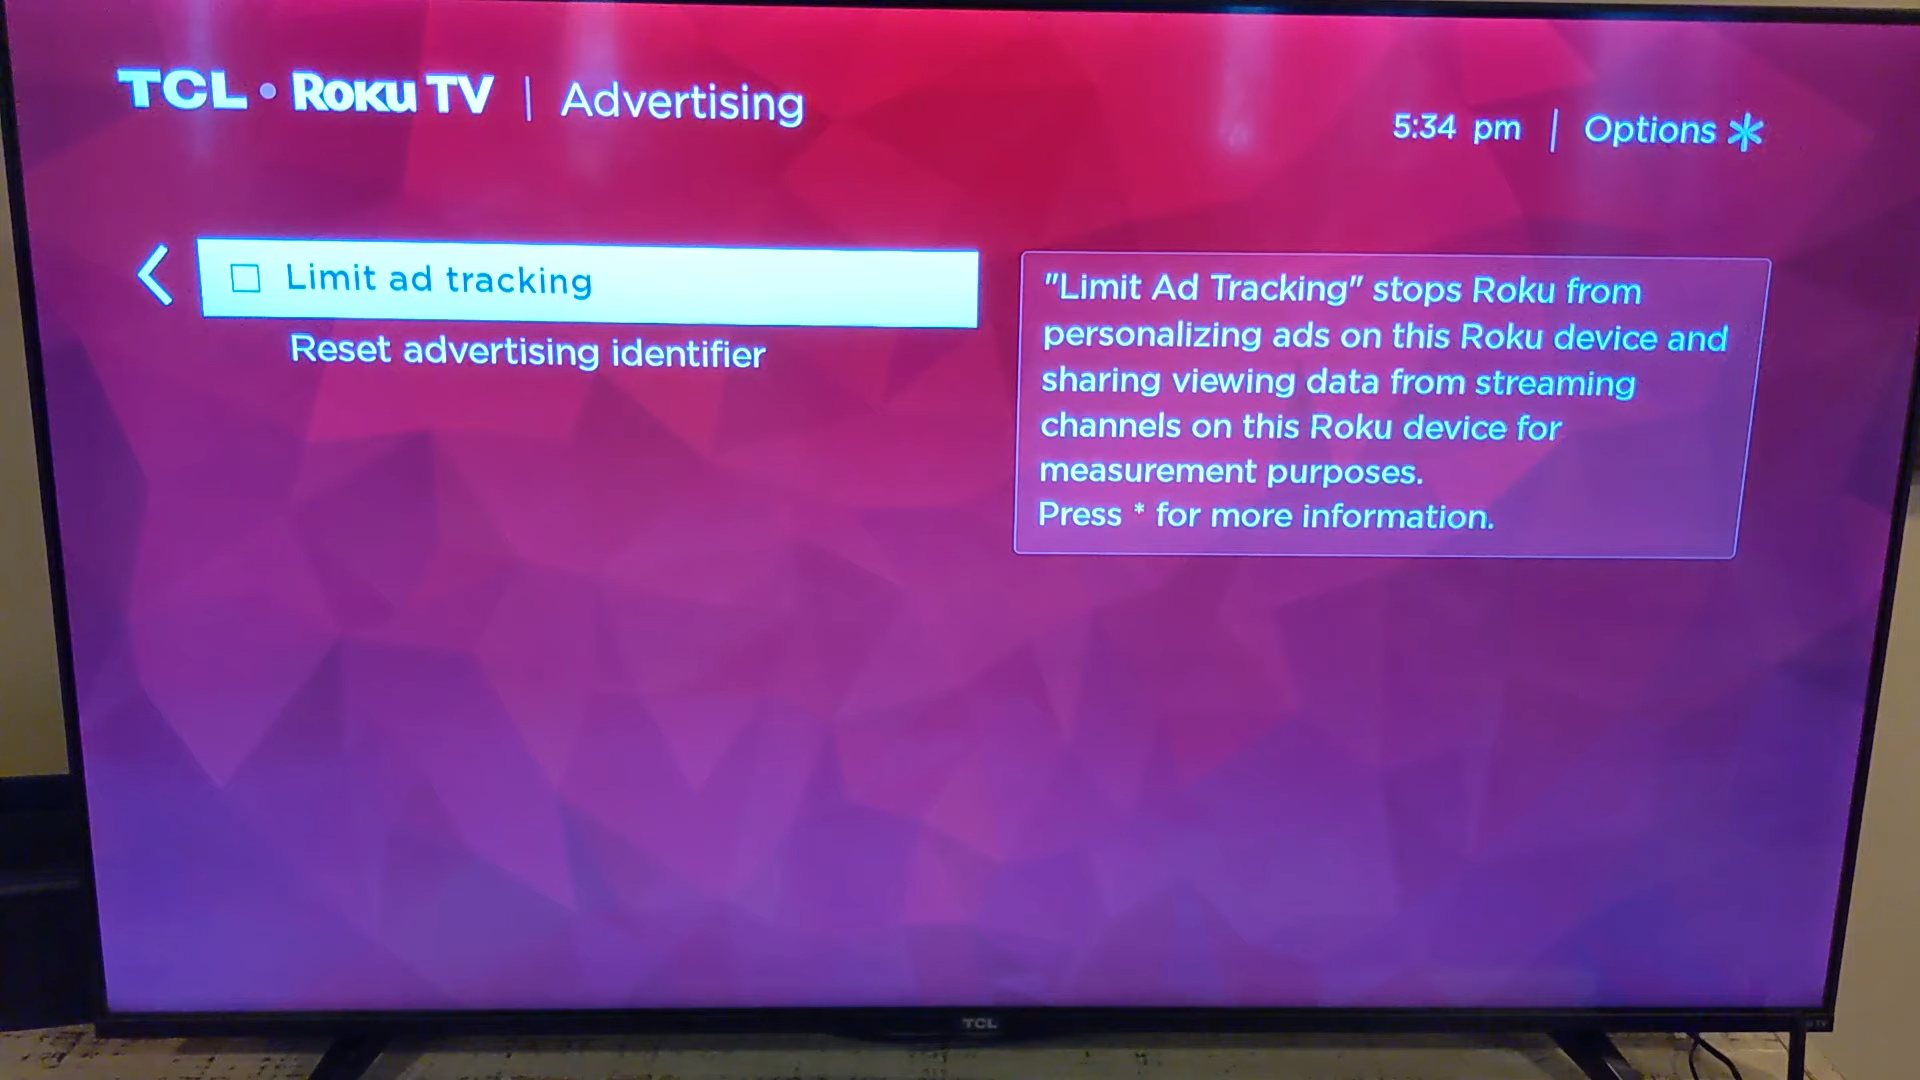 TCL • Roku TV | Advertising
5:34 pm | Options *
Limit ad tracking
Reset advertising identifier
"Limit Ad Tracking" stops Roku from
personalizing ads on this Roku device and
sharing viewing data from streaming
channels on this Roku device for
measurement purposes.
Press * for more information.
TCL